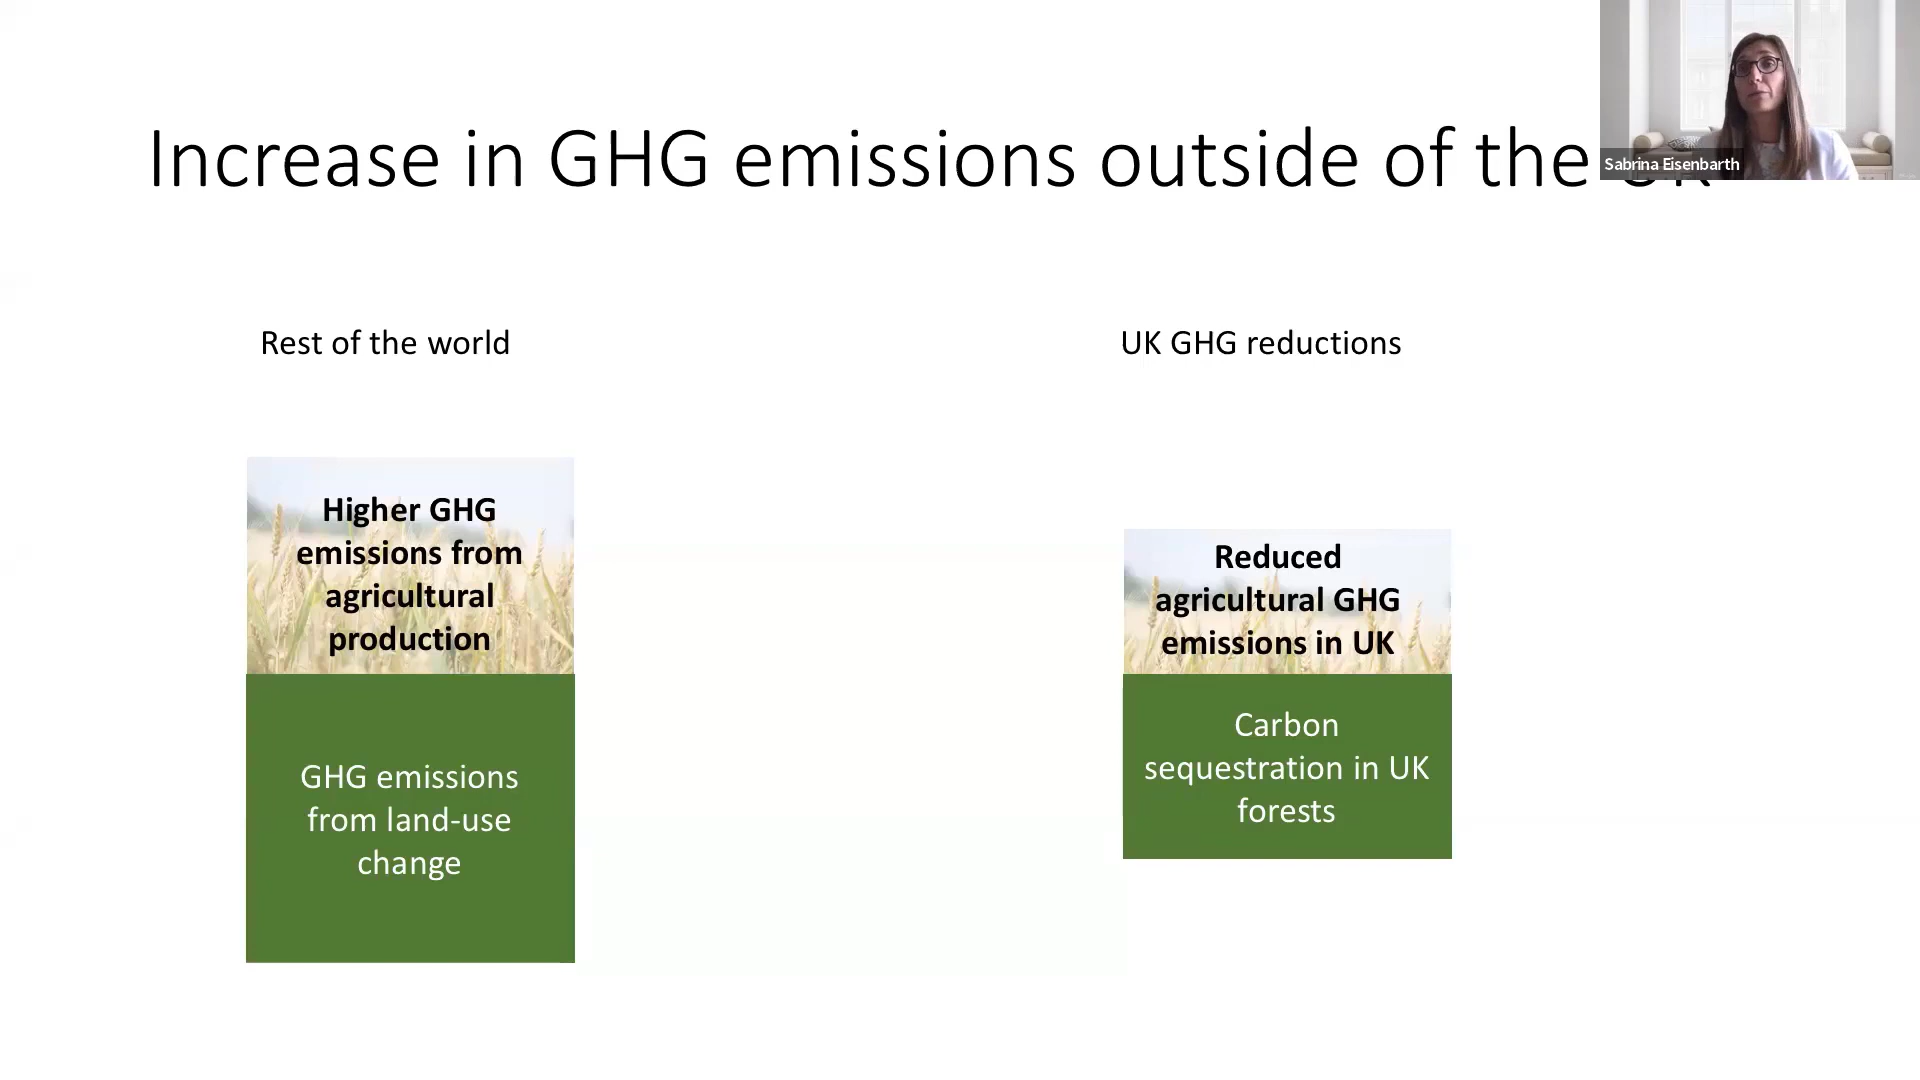 Increase in GHG emissions outside of the
Sabrina Eisenbarth
Rest of the world
UK GHG reductions
Higher GHG
emissions from
agricultural
production
GHG emissions
from land-use
change
Reduced
agricultural GHG
emissions in UK
Carbon
sequestration in UK
forests